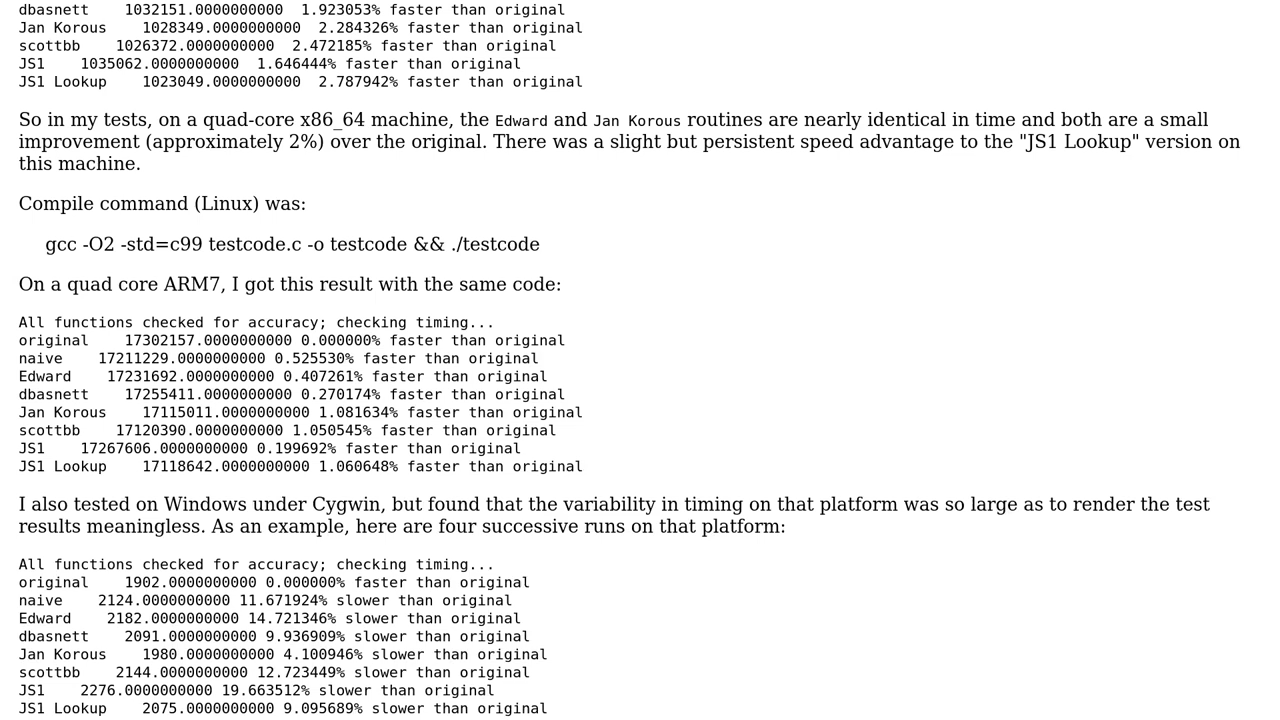 dbasnett    1032151.0000000000  1.923053% faster than original
Jan Korous    1028349.0000000000  2.284326% faster than original
scottbb    1026372.0000000000  2.472185% faster than original
JS1    1035062.0000000000  1.646444% faster than original
JS1 Lookup    1023049.0000000000  2.787942% faster than original
So in my tests, on a quad-core x86_64 machine, the Edward and Jan Korous routines are nearly identical in time and both are a small
improvement (approximately 2%) over the original. There was a slight but persistent speed advantage to the "JS1 Lookup" version on
this machine.
Compile command (Linux) was:
gcc -O2 -std=c99 testcode.c -o testcode && ./testcode
On a quad core ARM7, I got this result with the same code:
All functions checked for accuracy; checking timing...
original    17302157.0000000000 0.000000% faster than original
naive    17211229.0000000000 0.525530% faster than original
Edward    17231692.0000000000 0.407261% faster than original
dbasnett    17255411.0000000000 0.270174% faster than original
Jan Korous    17115011.0000000000 1.081634% faster than original
scottbb    17120390.0000000000 1.050545% faster than original
JS1    17267606.0000000000 0.199692% faster than original
JS1 Lookup    17118642.0000000000 1.060648% faster than original
I also tested on Windows under Cygwin, but found that the variability in timing on that platform was so large as to render the test
results meaningless. As an example, here are four successive runs on that platform:
All functions checked for accuracy; checking timing...
original    1902.0000000000 0.000000% faster than original
naive    2124.0000000000 11.671924% slower than original
Edward    2182.0000000000 14.721346% slower than original
dbasnett    2091.0000000000 9.936909% slower than original
Jan Korous    1980.0000000000 4.100946% slower than original
scottbb    2144.0000000000 12.723449% slower than original
JS1    2276.0000000000 19.663512% slower than original
JS1 Lookup    2075.0000000000 9.095689% slower than original